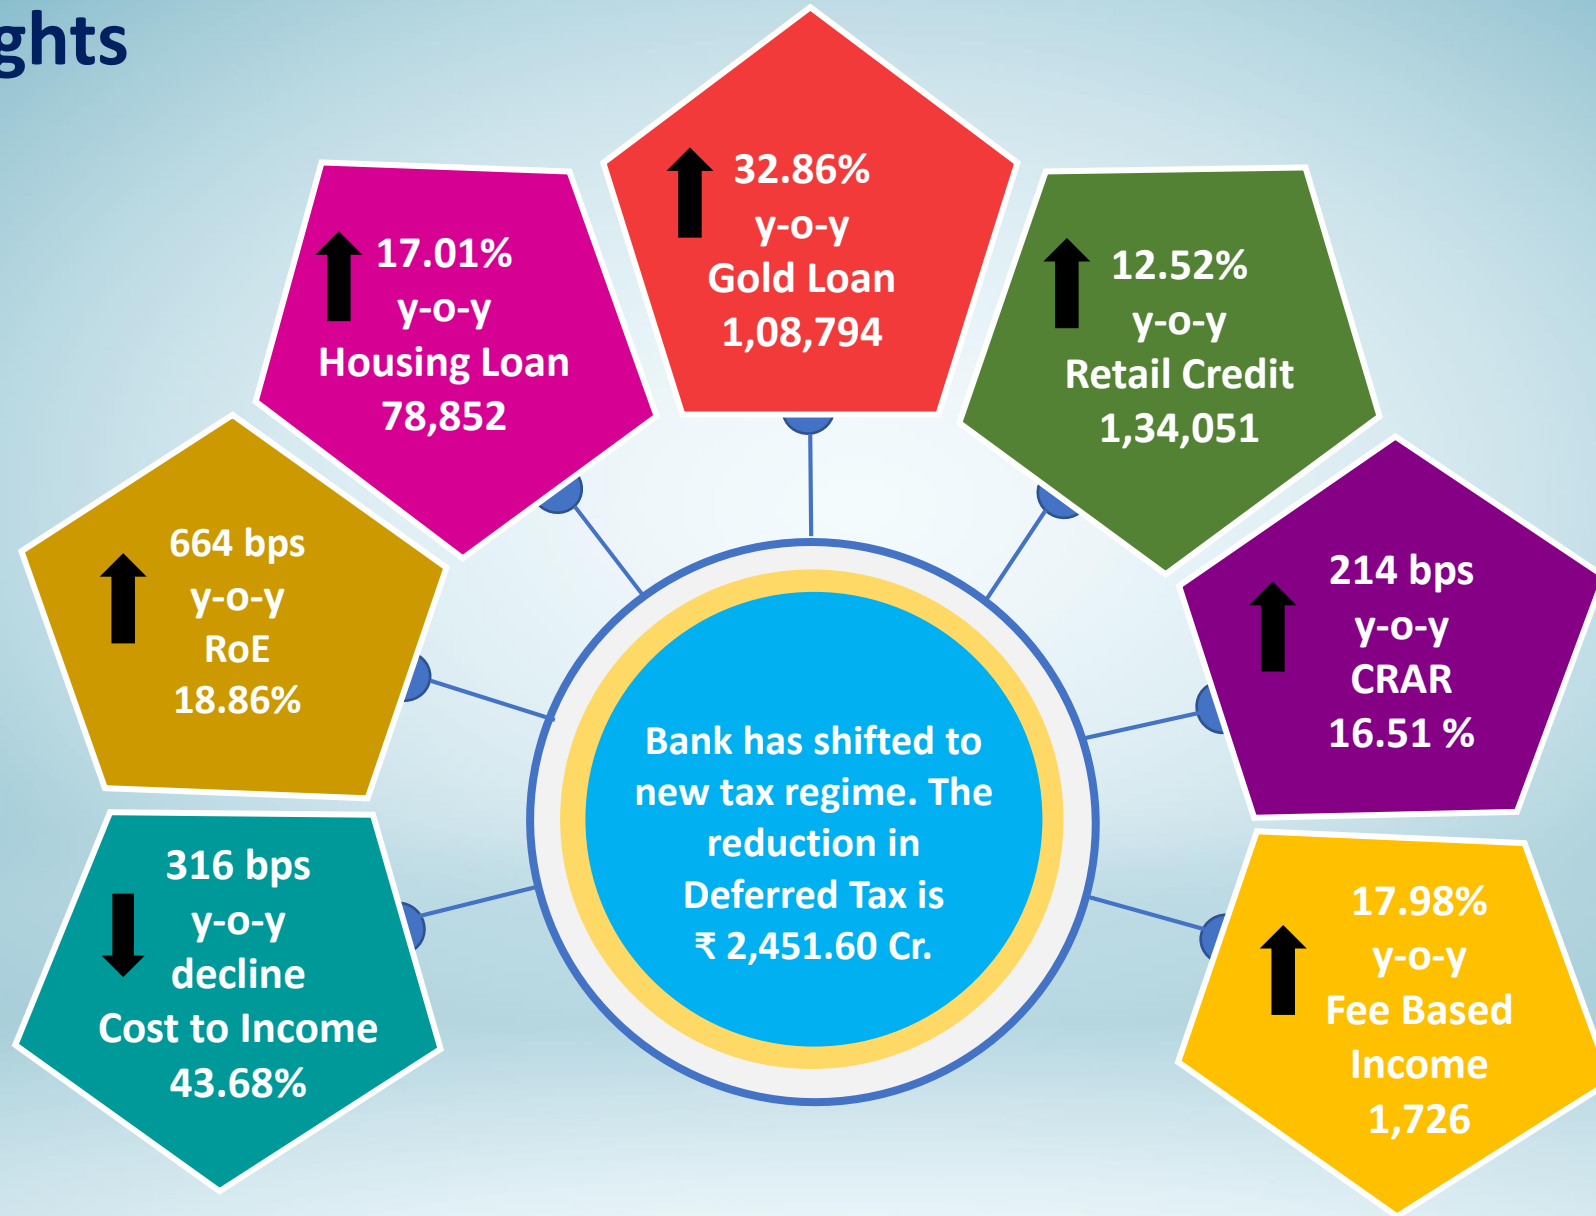 ghts
32.86%
y-o-y
Gold Loan
1,08,794
17.01%
y-o-y
Housing Loan
78,852
12.52%
y-o-y
Retail Credit
1,34,051
664 bps
y-o-y
RoE
18.86%
214 bps
y-o-y
CRAR
16.51 %
Bank has shifted to
new tax regime. The
reduction in
Deferred Tax is
₹ 2,451.60 Cr.
316 bps
y-o-y
decline
Cost to Income
43.68%
17.98%
y-o-y
Fee Based
Income
1,726